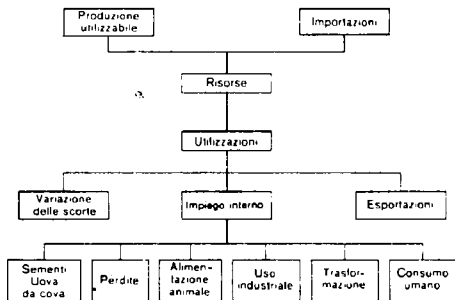 Produzione
utilizzabile
Importazioni
Risorse
Utilizzazioni
Variazione
delle scorte
Impiego interno
Esportazioni
Sementi
Uova
da cova
Perdite
Alimen-
tazione
animale
Uso
industriale
Trasfor-
mazione
Consumo
umano